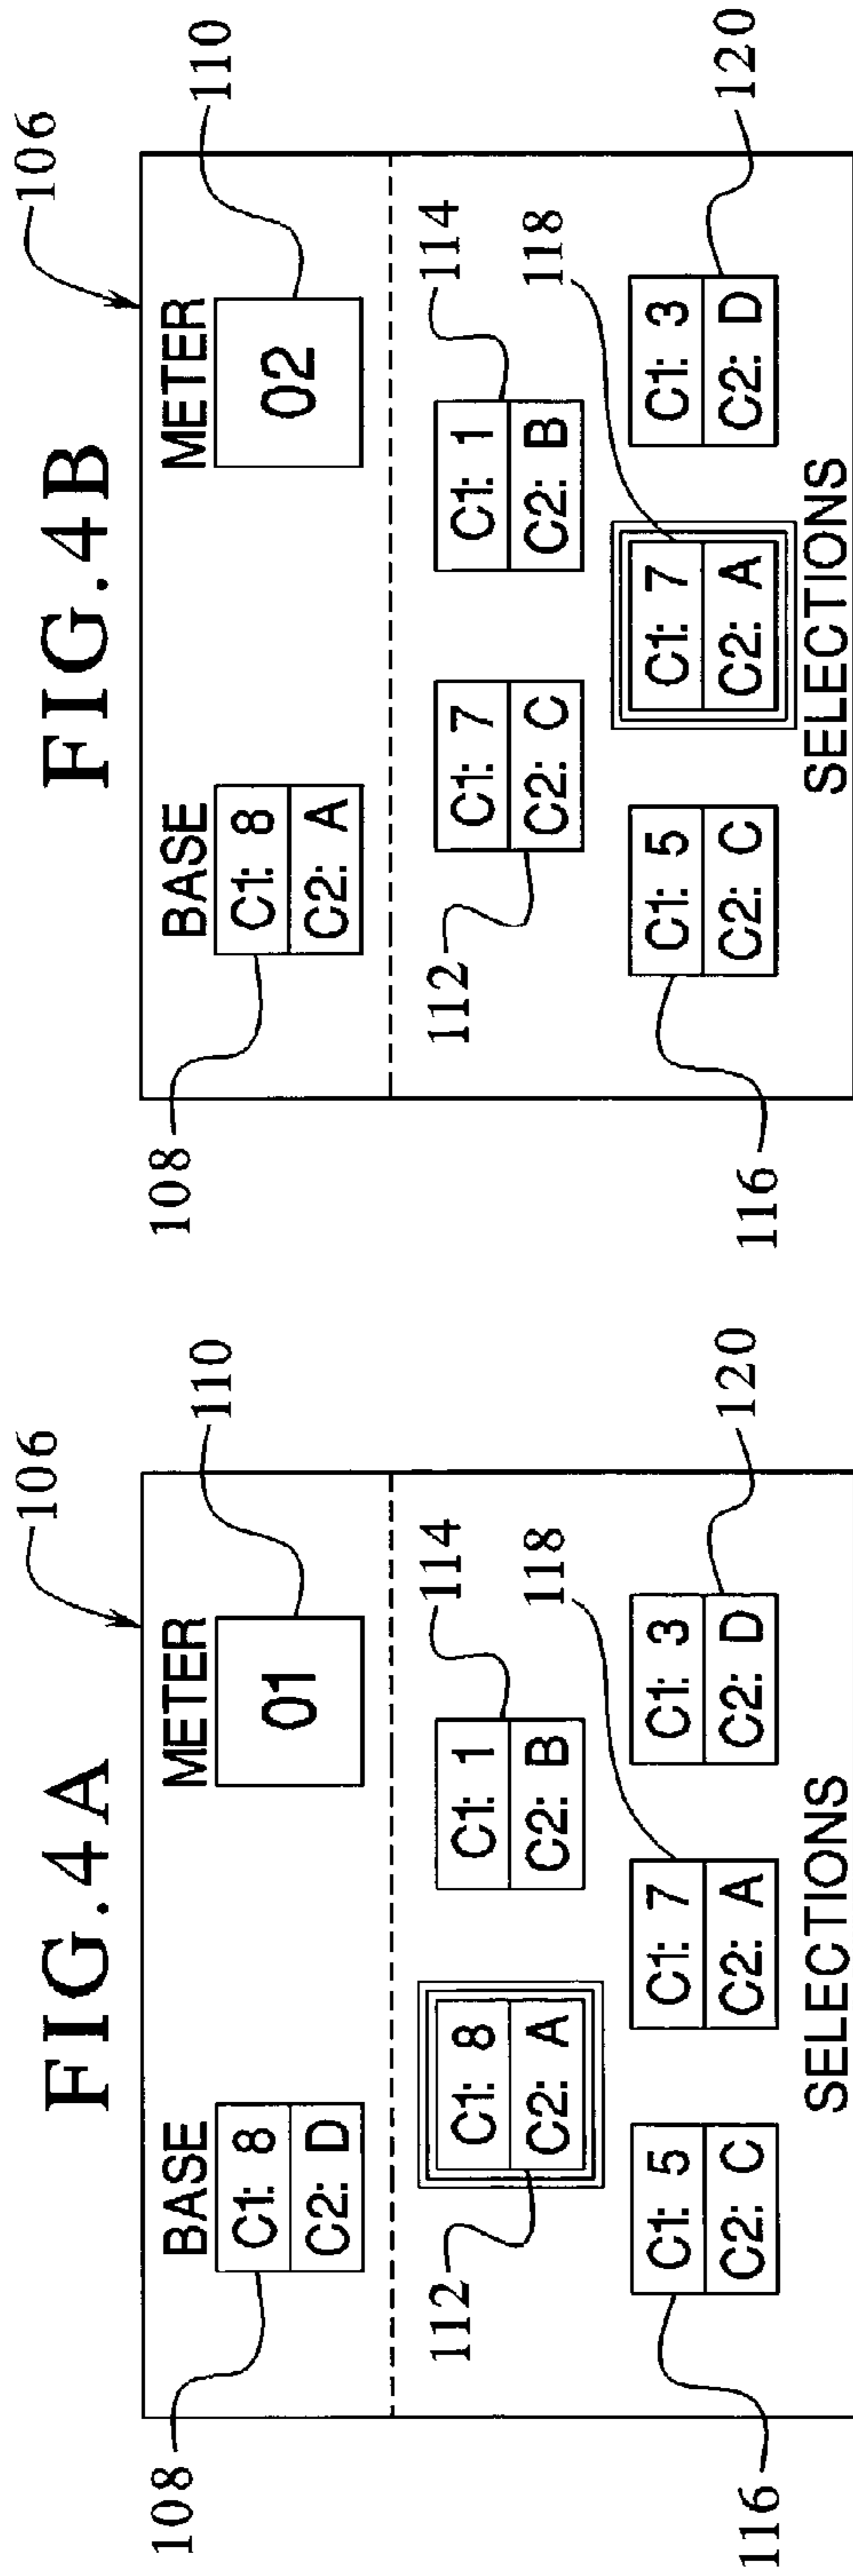 FIG.4A
106
BASE
METER
110
C1: 8
C2: D
01
108
114
C1: 8
C2: A
C1: 1
C2: B
112
118
C1: 5
C2: C
C1: 7
C2: A
C1: 3
C2: D
116
120
SELECTIONS
FIG.4B
106
BASE
METER
110
C1: 8
C2: A
02
108
114
C1: 7
C2: C
C1: 1
C2: B
112
118
C1: 5
C2: C
C1: 7
C2: A
C1: 3
C2: D
116
120
SELECTIONS